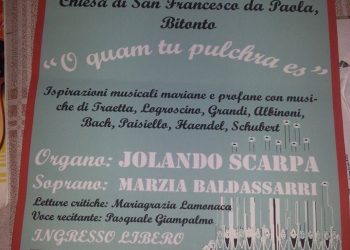 Chiesa di San Francesco da Paola,
Bitonto
“O quam tu pulchra es”
Ispirazioni musicali mariane e profane con musi-
che di Traetta, Logroscino, Grandi, Albinoni,
Bach, Paisiello, Haendel, Schubert
Organo: JOLANDO SCARPA
Soprano: MARZIA BALDASSARRI
Letture critiche: Mariagrazia Lamonaca
Voce recitante: Pasquale Giampalmo
INGRESSO LIBERO